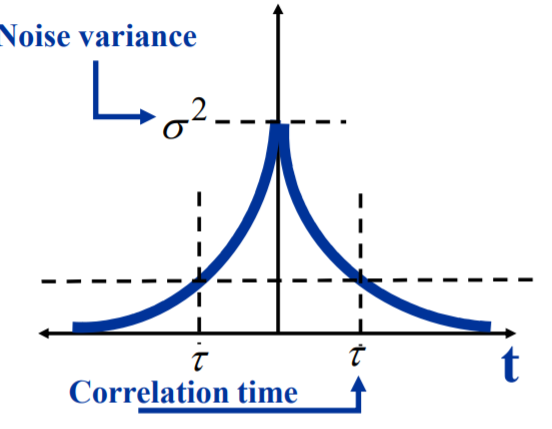 Noise variance
σ²
τ
τ
t
Correlation time